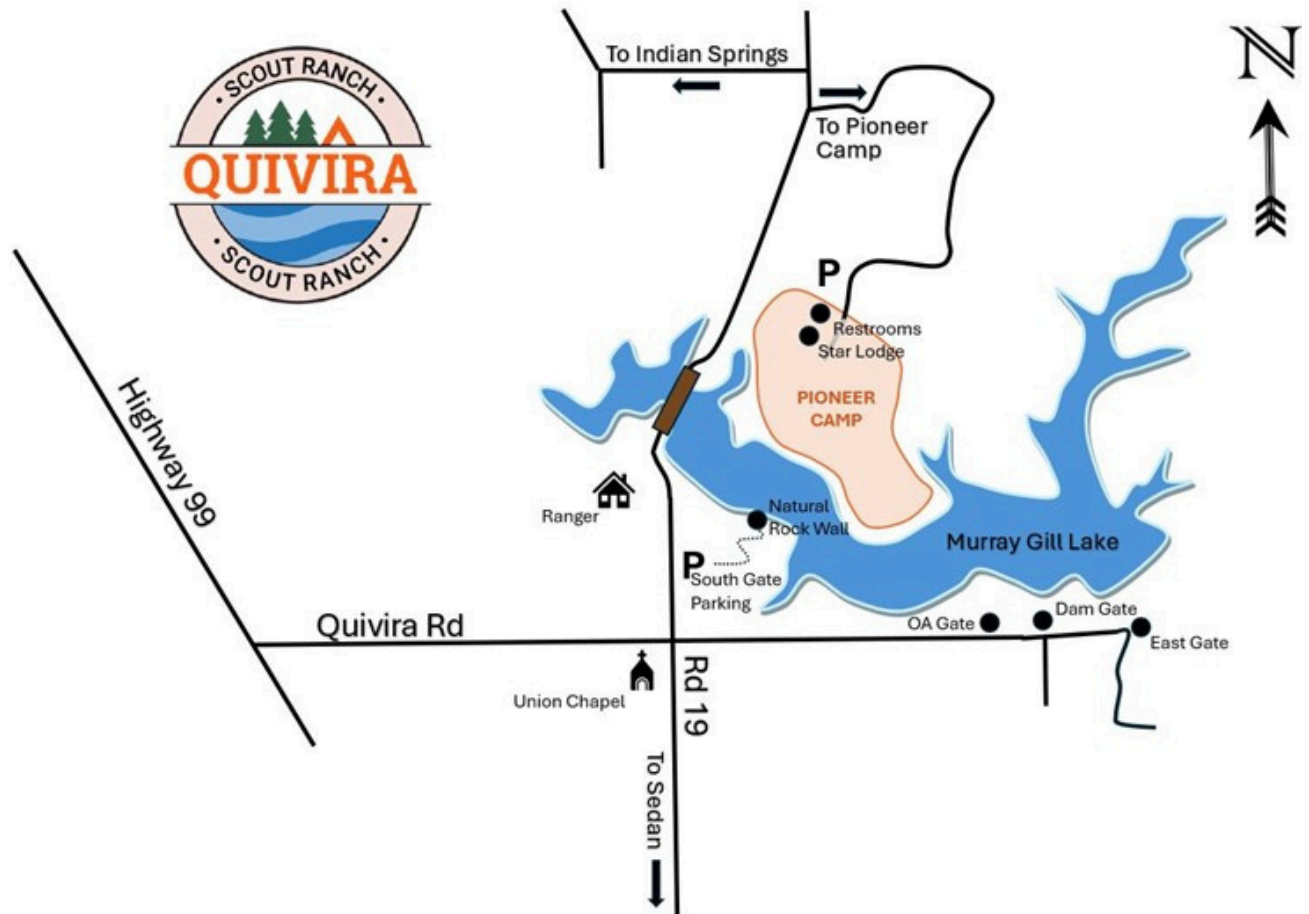 SCOUT RANCH
QUIVIRA
SCOUT RANCH
N
To Indian Springs
To Pioneer
Camp
P
Restrooms
Star Lodge
PIONEER
CAMP
Highway 99
Ranger
Natural
Rock Wall
P
South Gate
Parking
Murray Gill Lake
Quivira Rd
OA Gate
Dam Gate
East Gate
Union Chapel
Rd 19
To Sedan